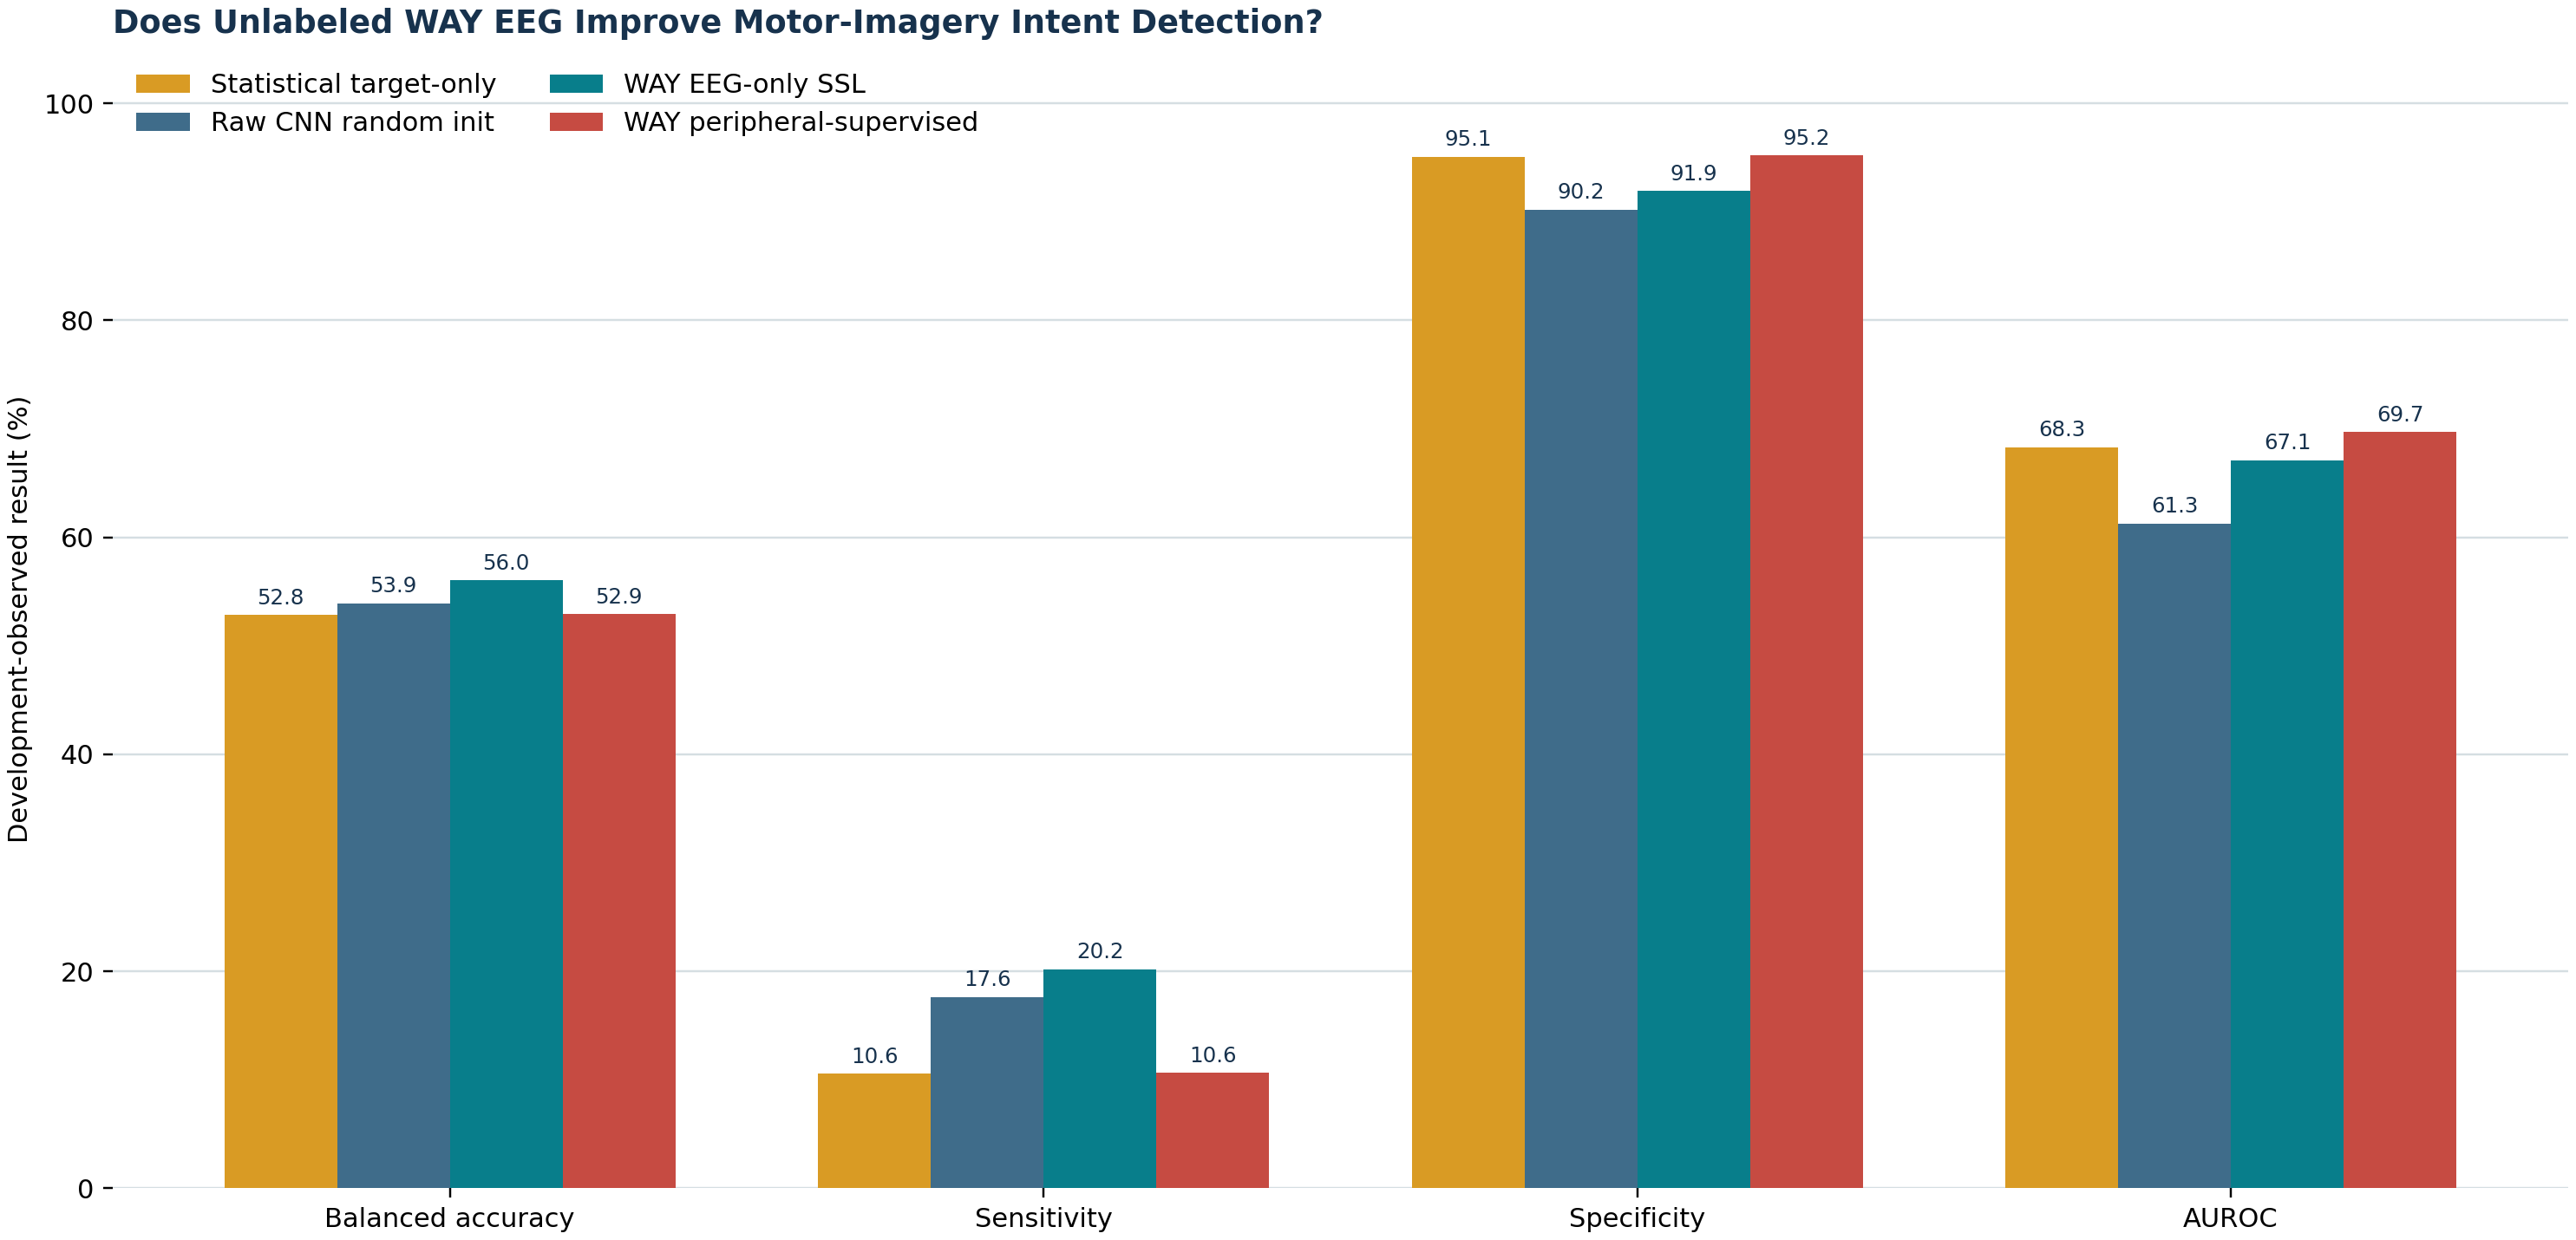 Does Unlabeled WAY EEG Improve Motor-Imagery Intent Detection?
Statistical target-only
Raw CNN random init
WAY EEG-only SSL
WAY peripheral-supervised
Development-observed result (%)
100
80
60
40
20
0
52.8
53.9
56.0
52.9
10.6
17.6
20.2
10.6
95.1
90.2
91.9
95.2
68.3
61.3
67.1
69.7
Balanced accuracy
Sensitivity
Specificity
AUROC